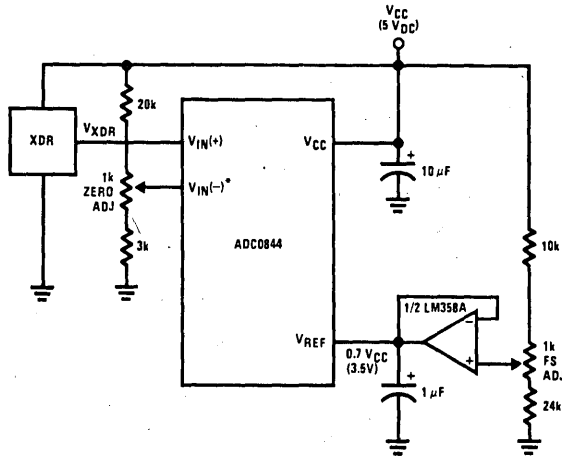 VCC
(5 VDC)
20k
XDR
VXDR
VIN(+)
VCC
1k
ZERO
ADJ
VIN(–)*
+
10 µF
3k
ADC0844
10k
1/2 LM358A
–
VREF
0.7 VCC
(3.5V)
+
1k
FS
ADJ
+
1 µF
24k